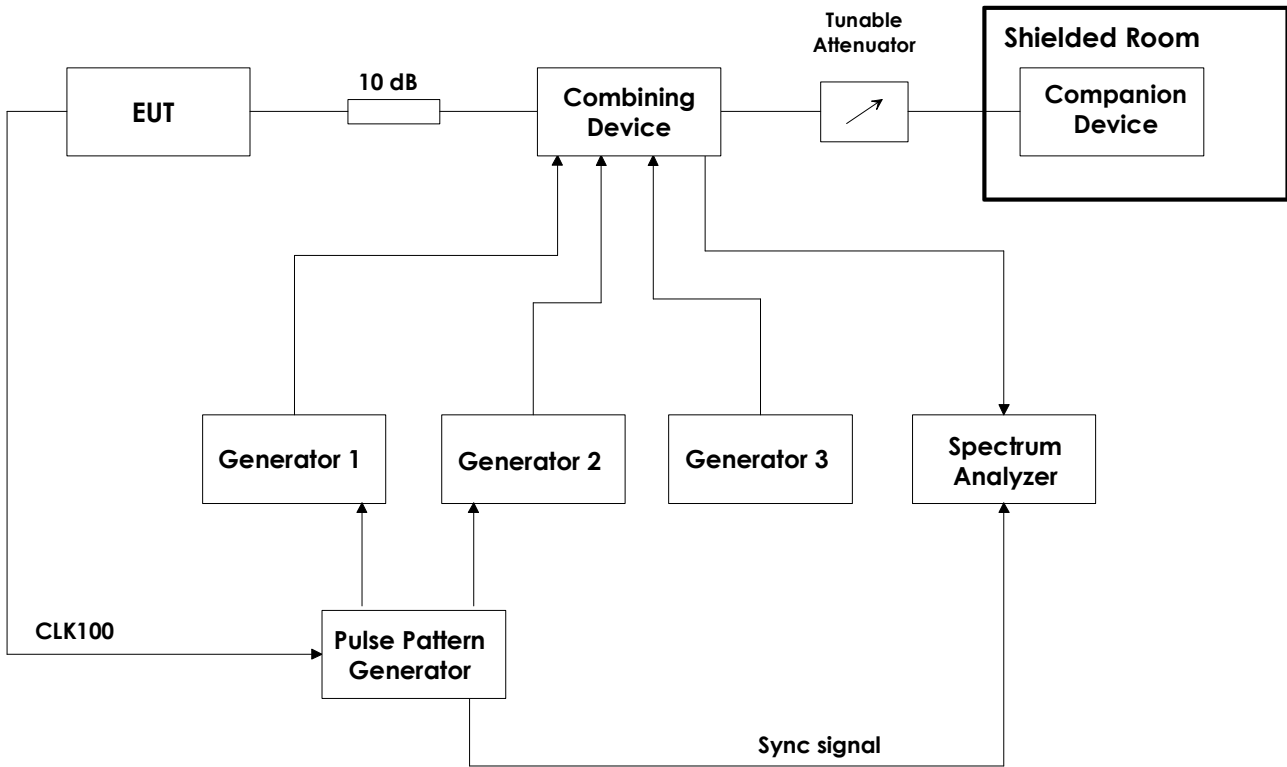 Tunable
Attenuator
Shielded Room
EUT
10 dB
Combining
Device
Companion
Device
Generator 1
Generator 2
Generator 3
Spectrum
Analyzer
CLK100
Pulse Pattern
Generator
Sync signal